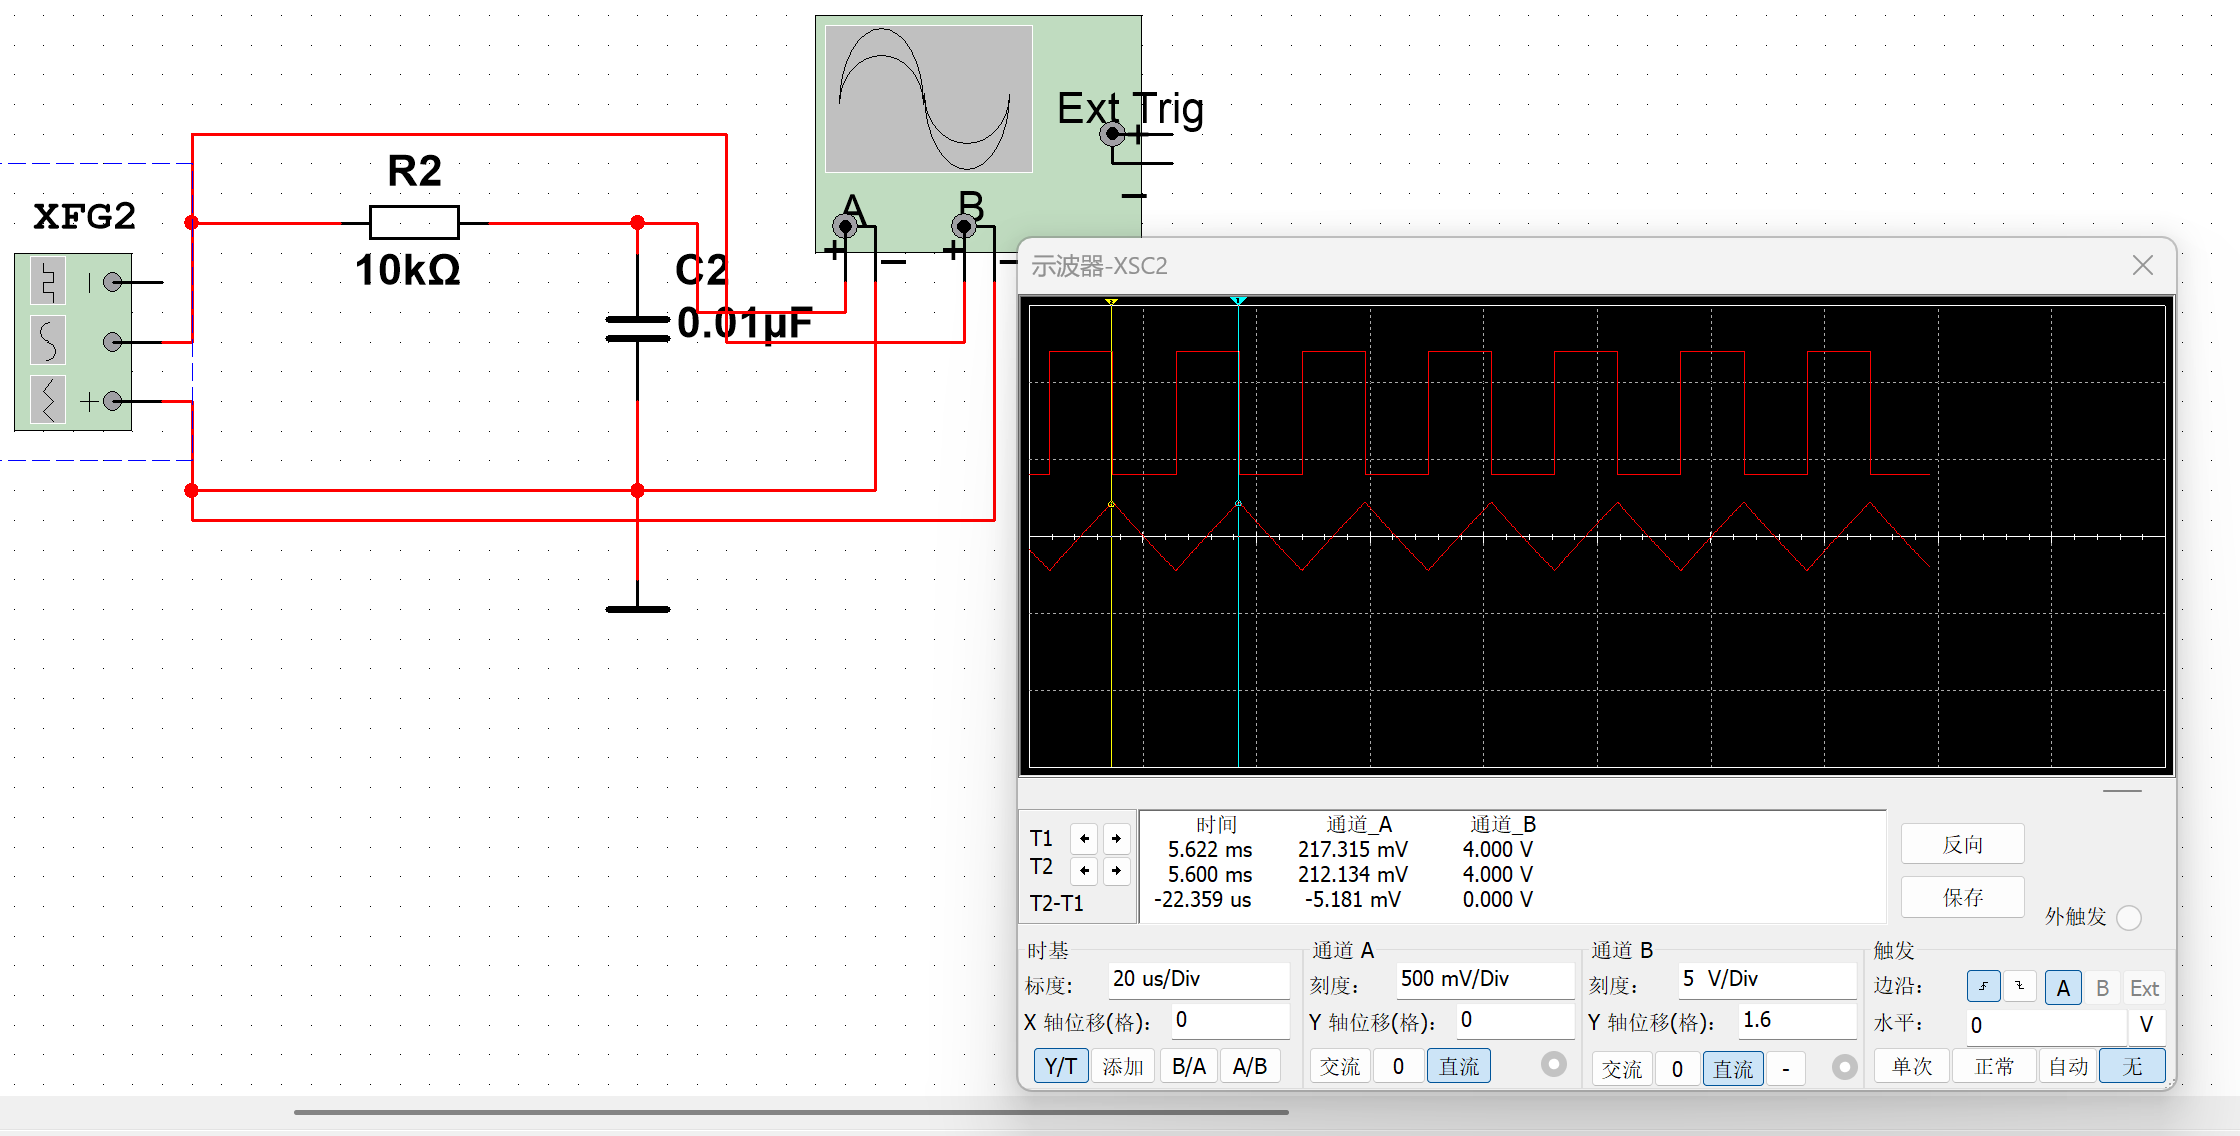 Ext Trig
R2
XFG2
A
B
10kΩ
C2
0.01µF
示波器-XSC2
时间 通道_A 通道_B
T1 5.622 ms 217.315 mV 4.000 V
T2 5.600 ms 212.134 mV 4.000 V
T2-T1 -22.359 us -5.181 mV 0.000 V
反向
保存
外触发
时基 通道 A 通道 B 触发
标度: 20 us/Div 刻度: 500 mV/Div 刻度: 5 V/Div 边沿: A B Ext
X 轴位移(格): 0 Y 轴位移(格): 0 Y 轴位移(格): 1.6 水平: 0 V
Y/T 添加 B/A A/B 交流 0 直流 交流 0 直流 - 单次 正常 自动 无